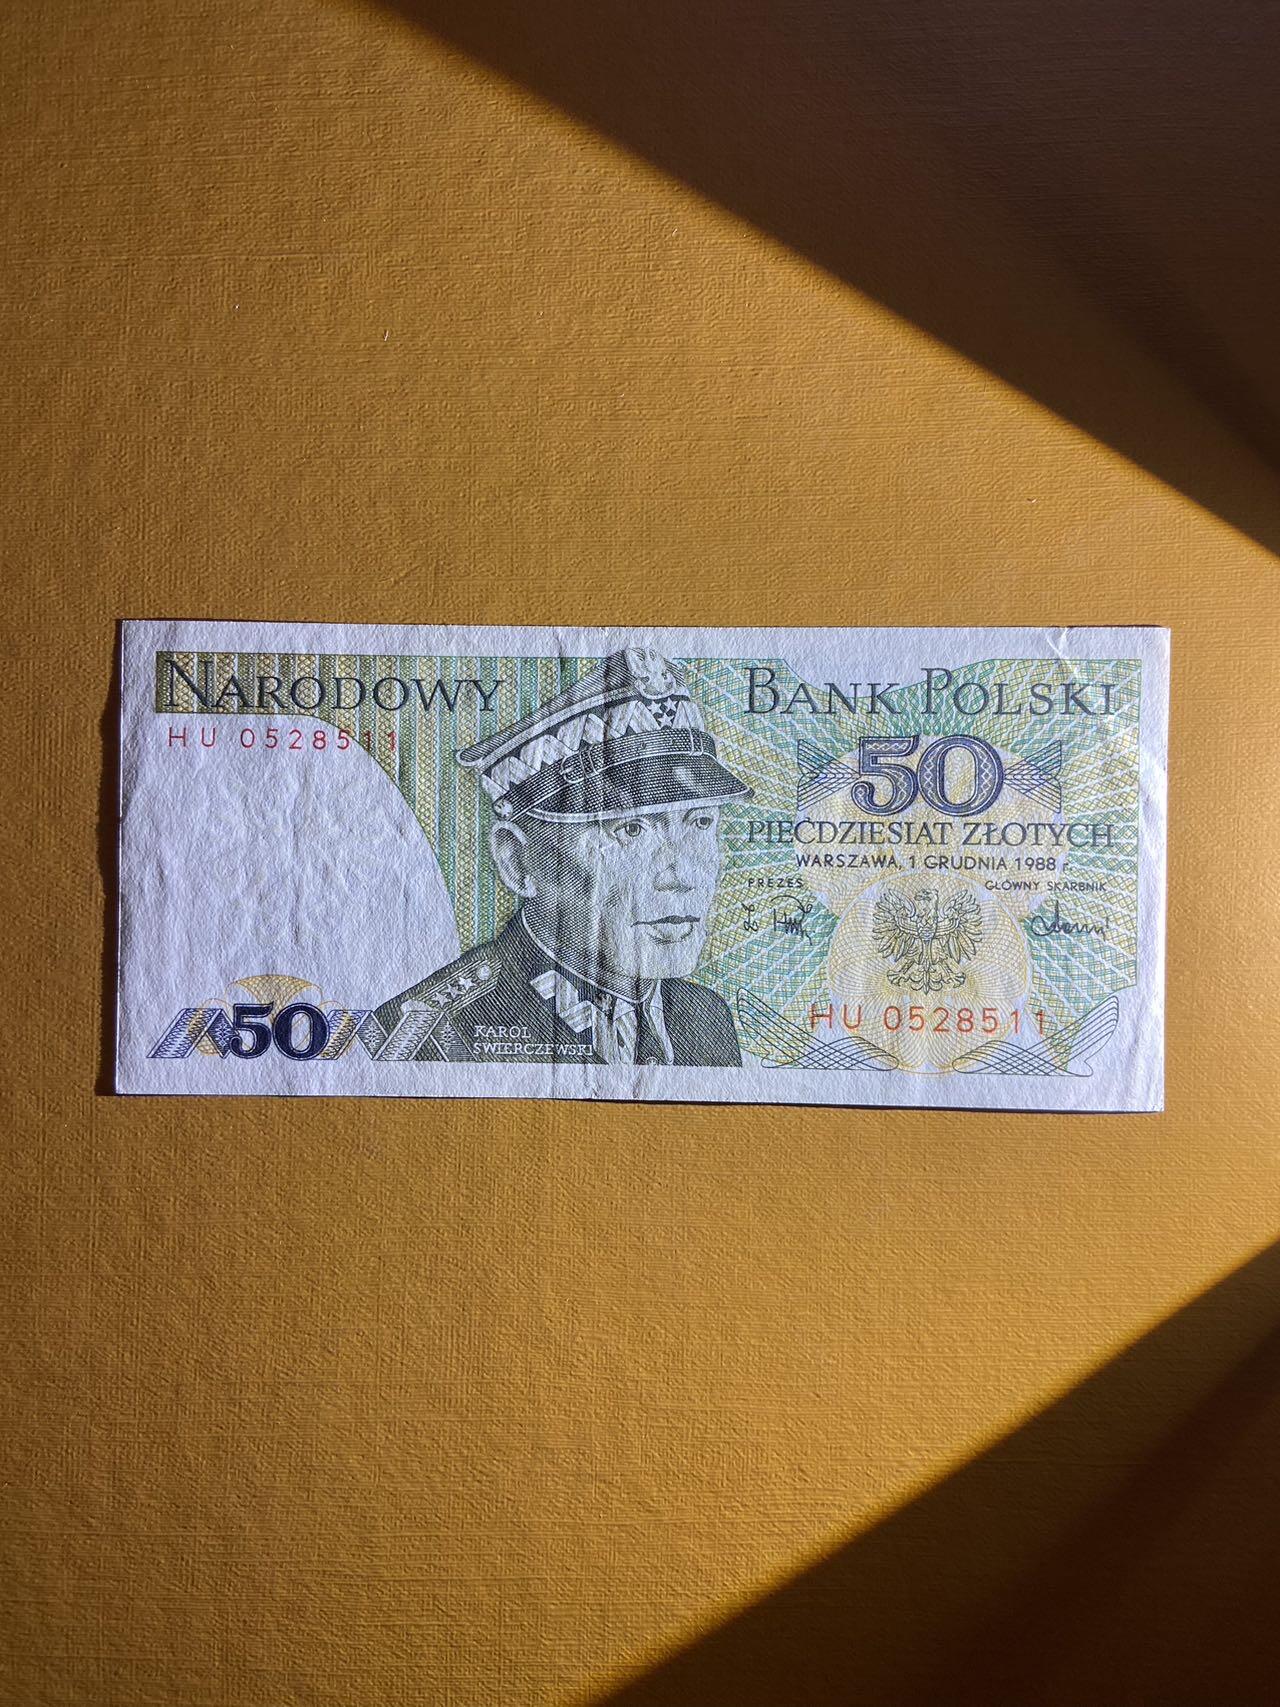 NARODOWY BANK POLSKI
HU 0528511
50
PIĘĆDZIESIĄT ZŁOTYCH
WARSZAWA, 1 GRUDNIA 1988 r.
PREZES GŁÓWNY SKARBNIK
HU 0528511
50
KAROL
ŚWIERCZEWSKI